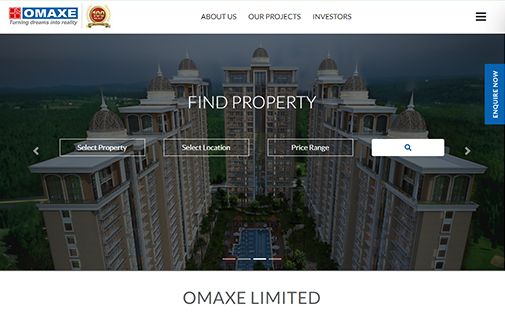 OMAXE
Turning dreams into reality
ABOUT US
OUR PROJECTS
INVESTORS
ENQUIRE NOW
FIND PROPERTY
Select Property
Select Location
Price Range
OMAXE LIMITED